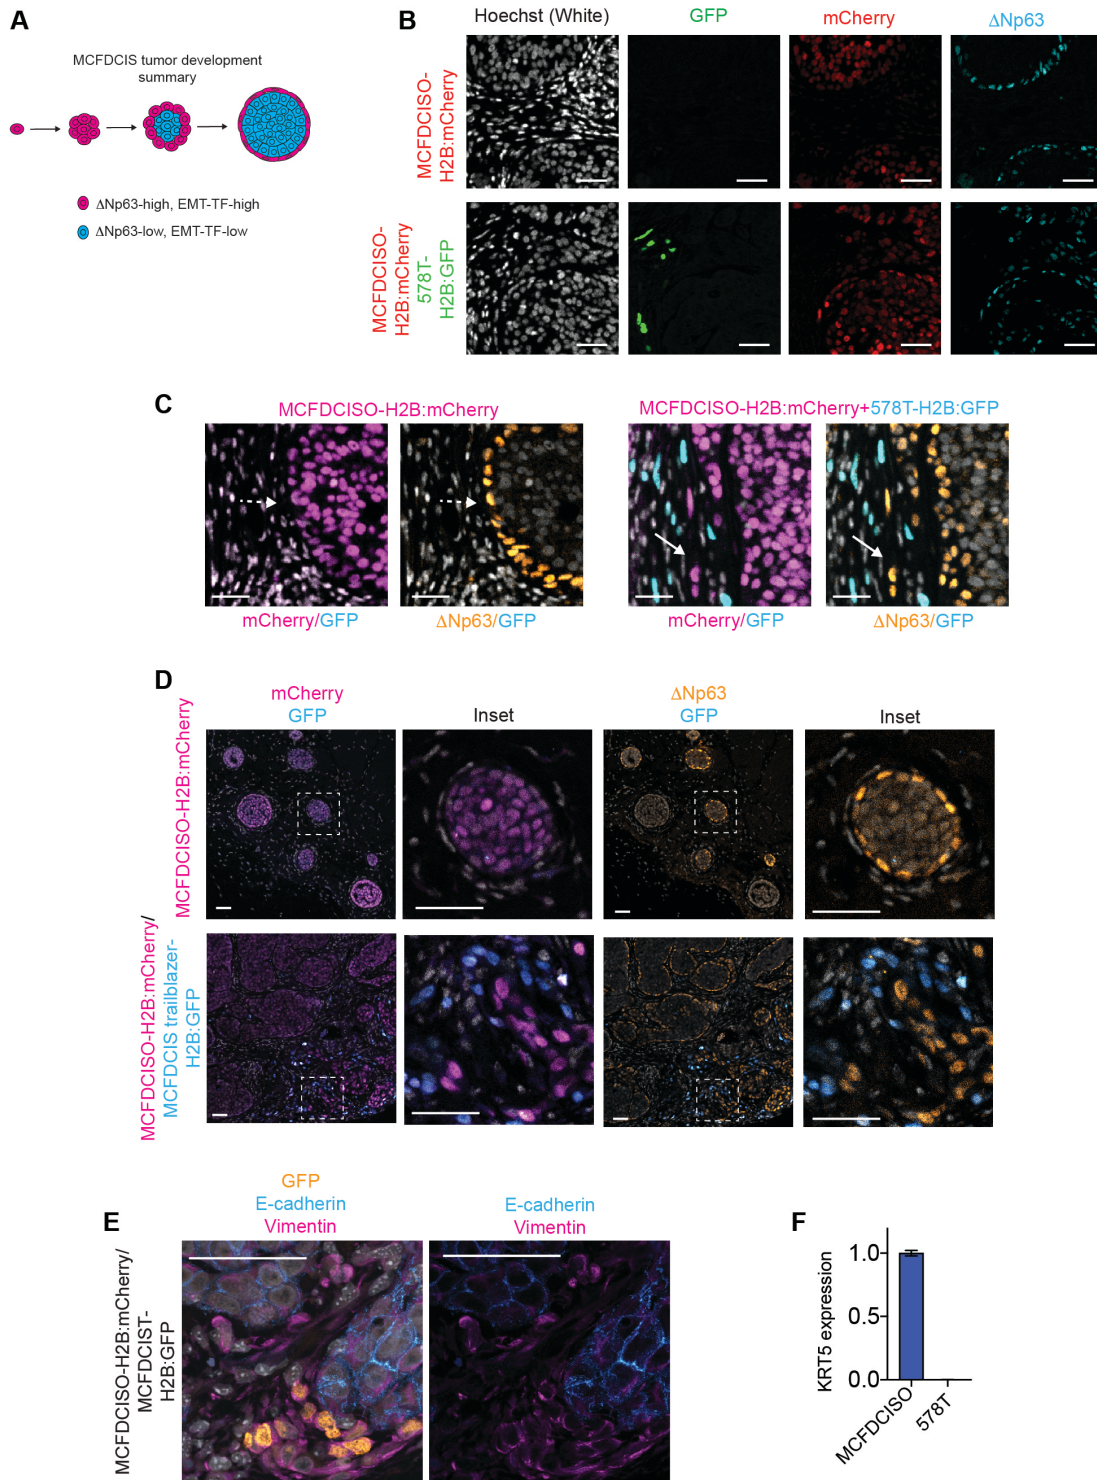 A
MCFDCIS tumor development
summary
ΔNp63-high, EMT-TF-high
ΔNp63-low, EMT-TF-low
B
Hoechst (White)
GFP
mCherry
ΔNp63
MCFDCISO-
H2B:mCherry
MCFDCISO-
H2B:mCherry
578T-
H2B:GFP
C
MCFDCISO-H2B:mCherry
MCFDCISO-H2B:mCherry+578T-H2B:GFP
mCherry/GFP
ΔNp63/GFP
mCherry/GFP
ΔNp63/GFP
D
mCherry
GFP
Inset
ΔNp63
GFP
Inset
MCFDCISO-H2B:mCherry
MCFDCISO-H2B:mCherry/
MCFDCIS trailblazer-
H2B:GFP
E
GFP
E-cadherin
Vimentin
E-cadherin
Vimentin
MCFDCISO-H2B:mCherry/
MCFDCIST-
H2B:GFP
F
KRT5 expression
1.0
0.5
0.0
MCFDCISO
578T